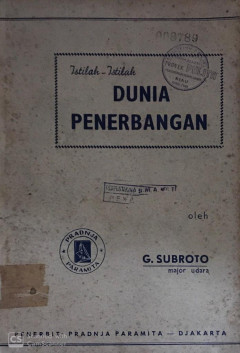 Istilah-Istilah
DUNIA
PENERBANGAN
oleh
PRADNJA
PARAMITA
G. SUBROTO
major udara
PENERBIT: PRADNJA PARAMITA — DJAKARTA